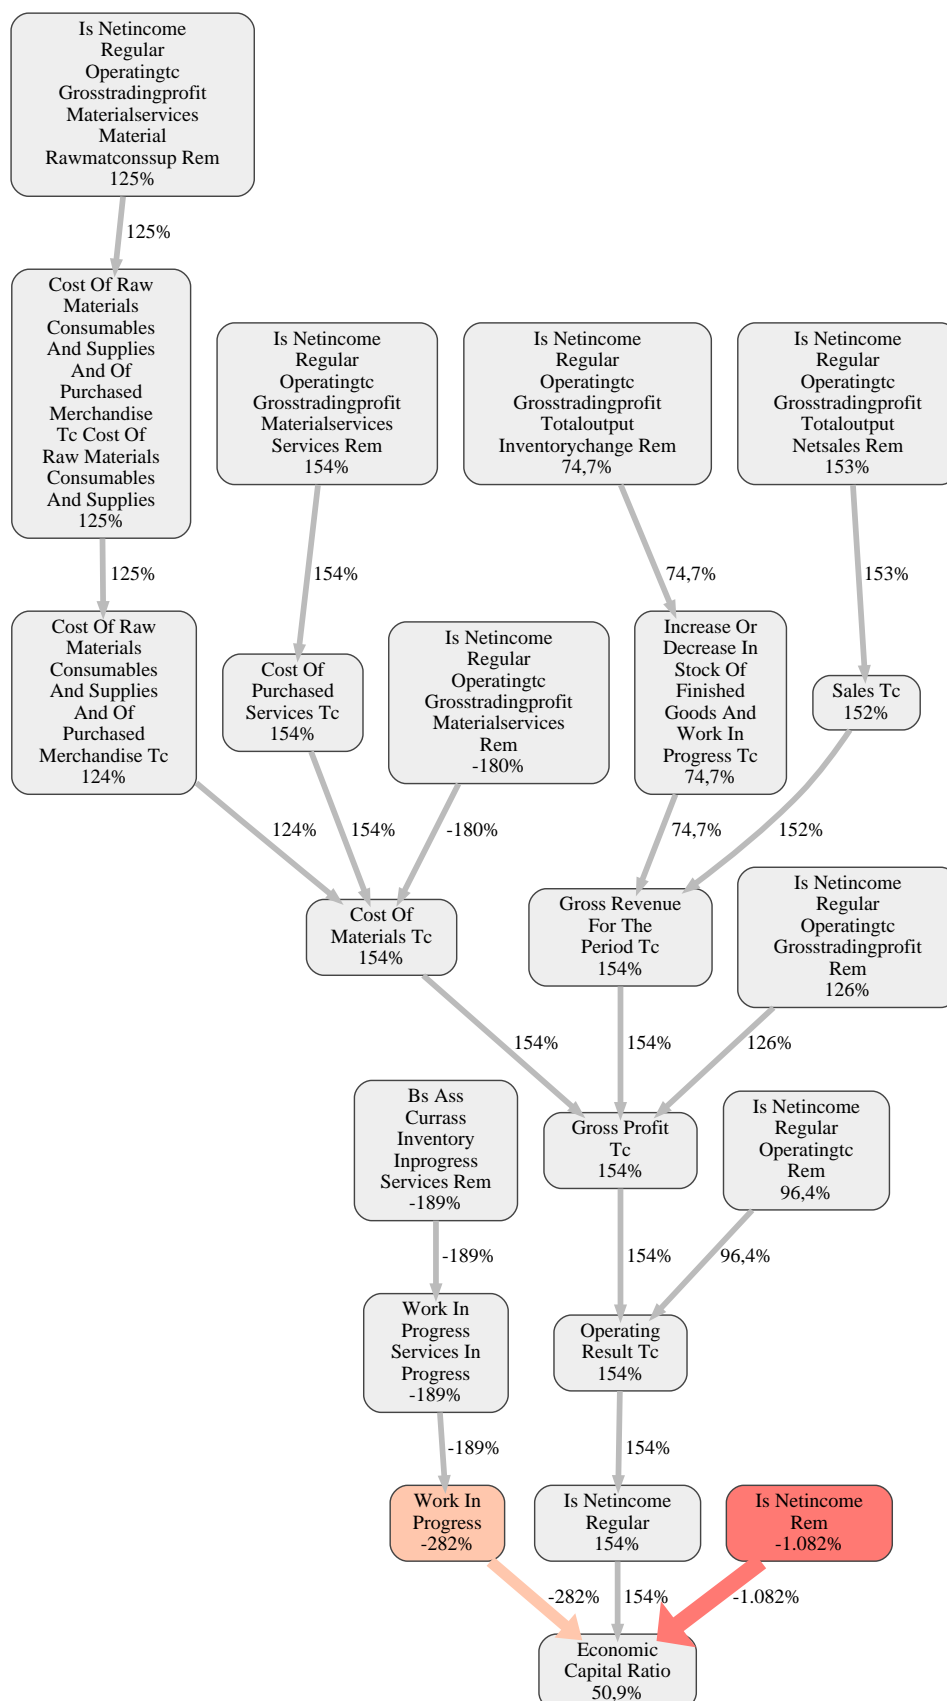 Is Netincome
Regular
Operatingtc
Grosstradingprofit
Materialservices
Material
Rawmatconssup Rem
125%
125%
Cost Of Raw
Materials
Consumables
And Supplies
And Of
Purchased
Merchandise
Tc Cost Of
Raw Materials
Consumables
And Supplies
125%
Is Netincome
Regular
Operatingtc
Grosstradingprofit
Materialservices
Services Rem
154%
Is Netincome
Regular
Operatingtc
Grosstradingprofit
Totaloutput
Inventorychange Rem
74,7%
Is Netincome
Regular
Operatingtc
Grosstradingprofit
Totaloutput
Netsales Rem
153%
125%
154%
74,7%
153%
Cost Of Raw
Materials
Consumables
And Supplies
And Of
Purchased
Merchandise Tc
124%
Cost Of
Purchased
Services Tc
154%
Is Netincome
Regular
Operatingtc
Grosstradingprofit
Materialservices
Rem
-180%
Increase Or
Decrease In
Stock Of
Finished
Goods And
Work In
Progress Tc
74,7%
Sales Tc
152%
124%
154%
-180%
74,7%
152%
Cost Of
Materials Tc
154%
Gross Revenue
For The
Period Tc
154%
Is Netincome
Regular
Operatingtc
Grosstradingprofit
Rem
126%
154%
154%
126%
Bs Ass
Currass
Inventory
Inprogress
Services Rem
-189%
Gross Profit
Tc
154%
Is Netincome
Regular
Operatingtc
Rem
96,4%
-189%
154%
96,4%
Work In
Progress
Services In
Progress
-189%
Operating
Result Tc
154%
-189%
154%
Work In
Progress
-282%
Is Netincome
Regular
154%
Is Netincome
Rem
-1.082%
-282%
154%
-1.082%
Economic
Capital Ratio
50,9%